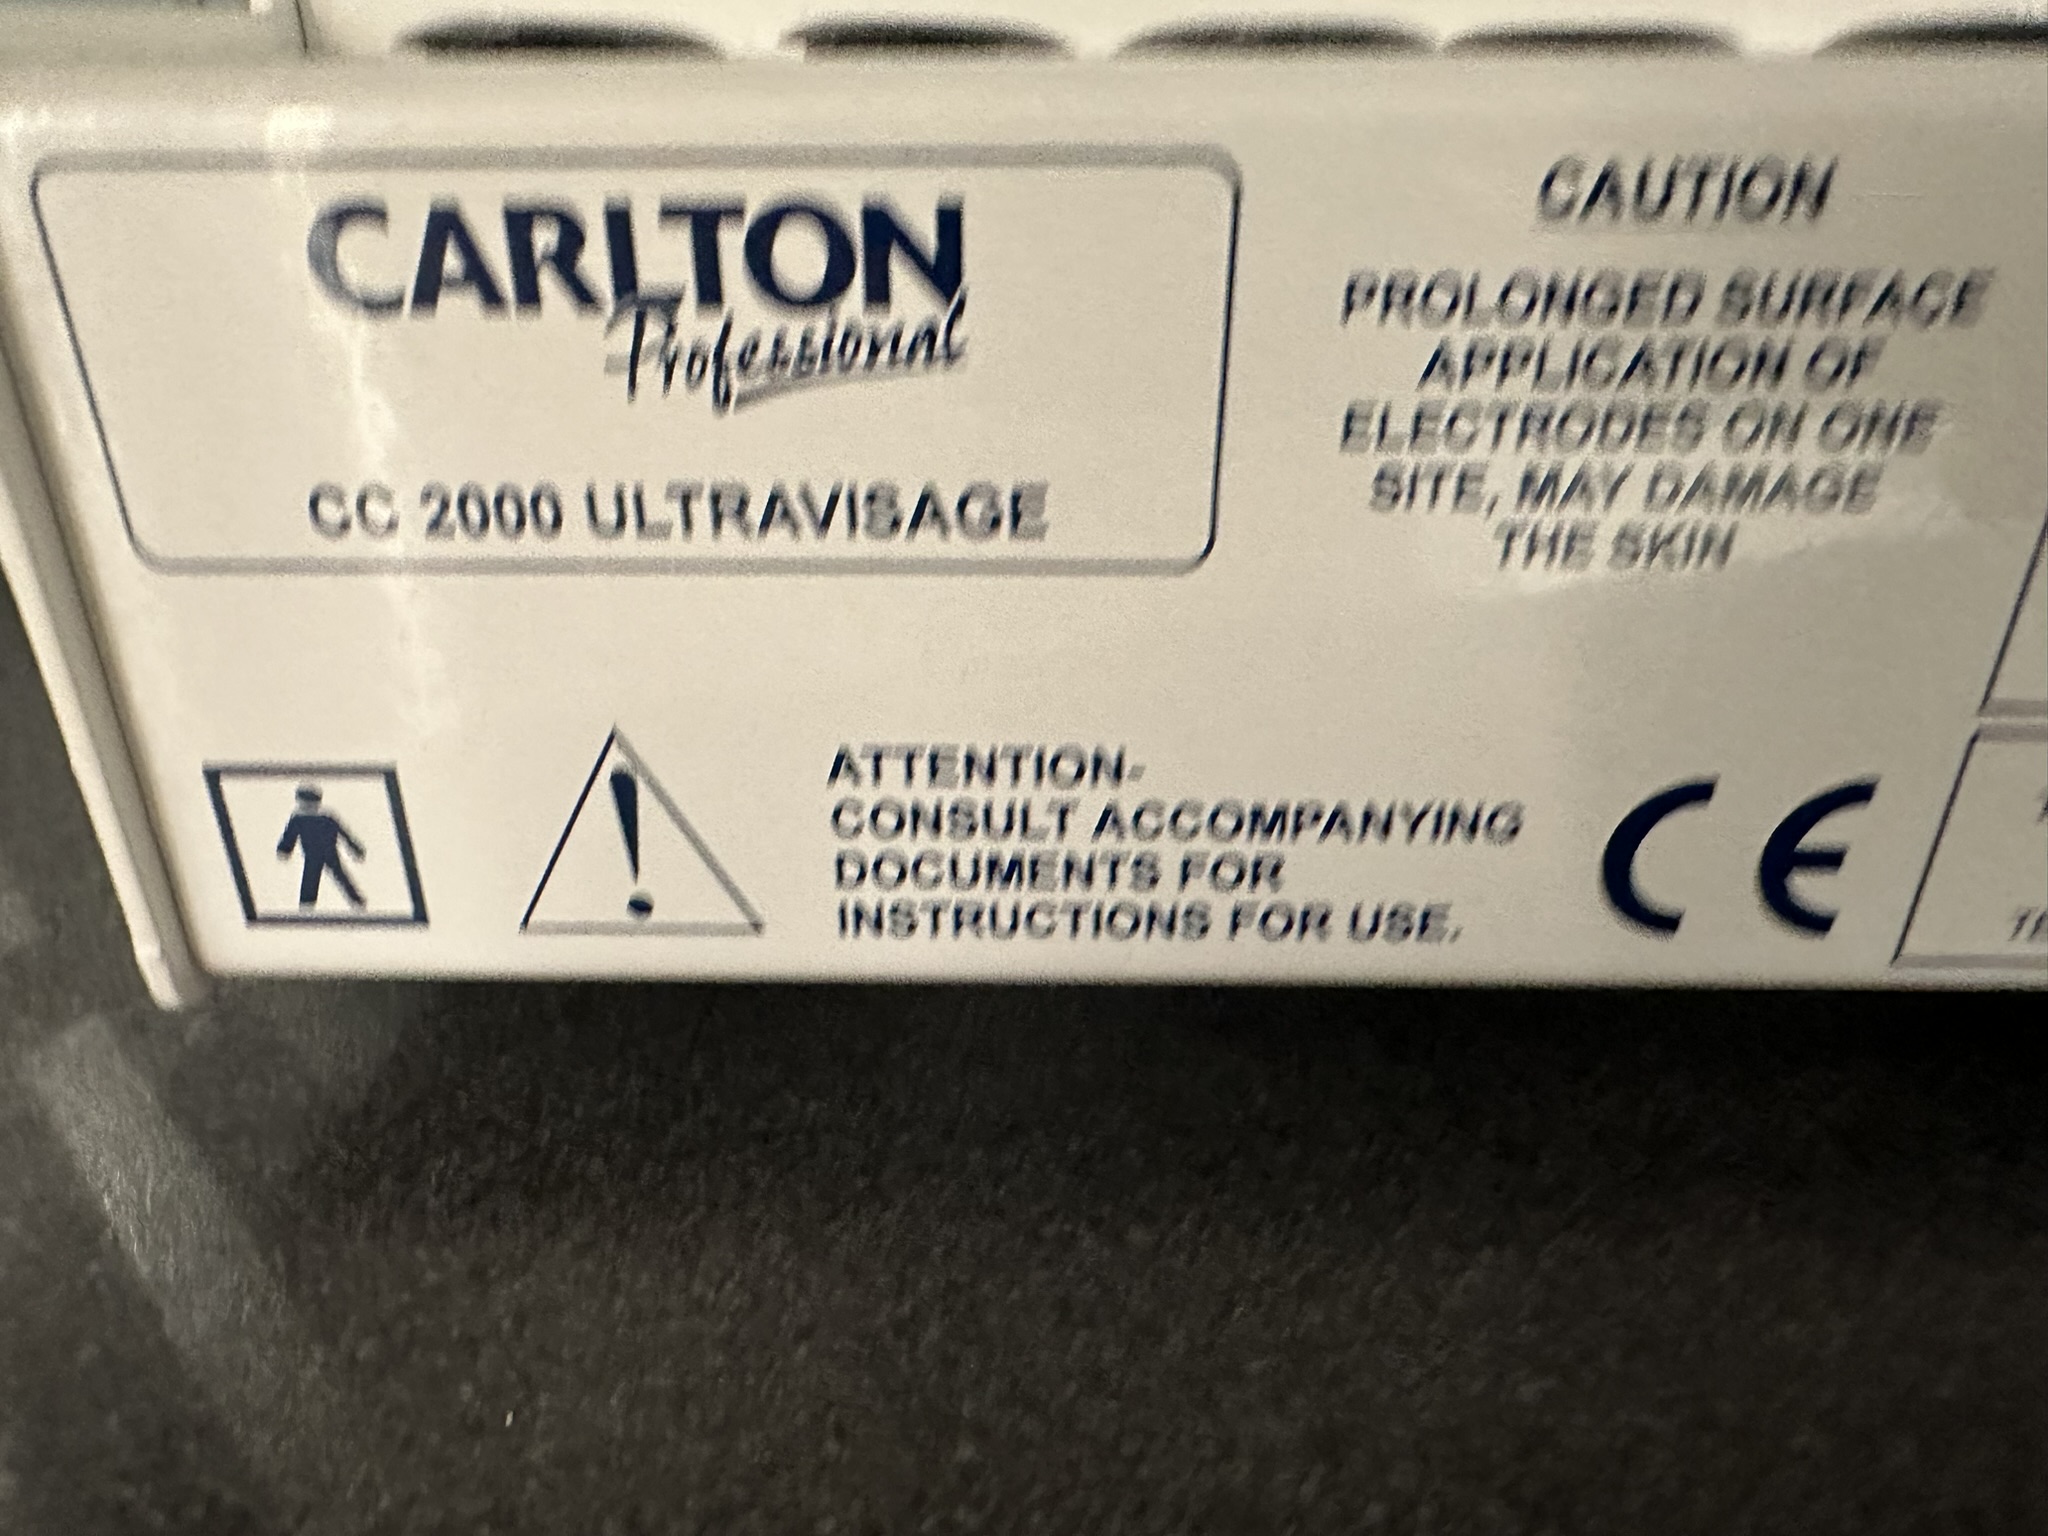 CARLTON
Professional
CC 2000 ULTRAVISAGE
CAUTION
PROLONGED SURFACE
APPLICATION OF
ELECTRODES ON ONE
SITE, MAY DAMAGE
THE SKIN
ATTENTION-
CONSULT ACCOMPANYING
DOCUMENTS FOR
INSTRUCTIONS FOR USE.
CE